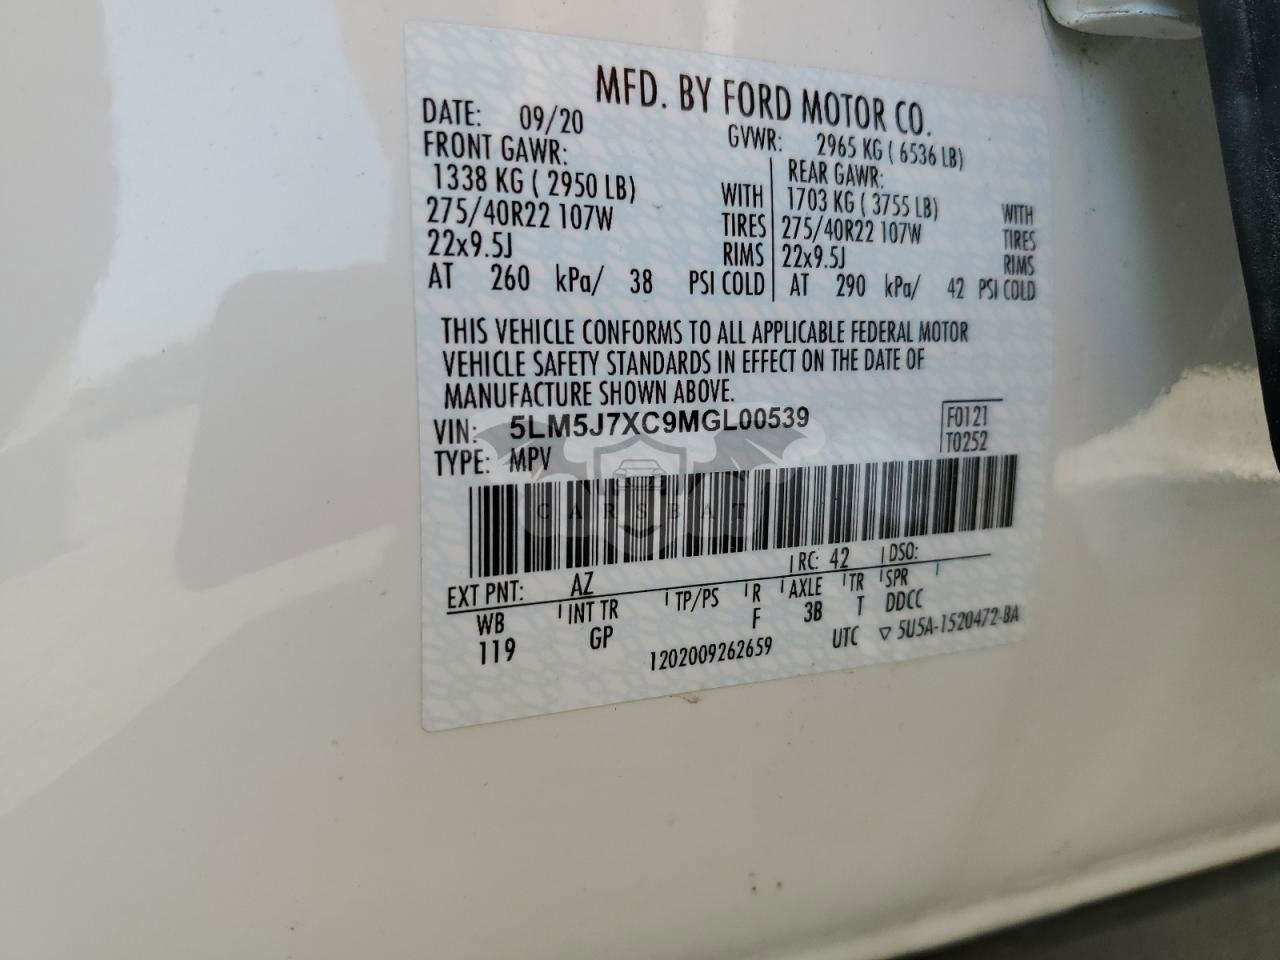 MFD. BY FORD MOTOR CO.
DATE: 09/20 GVWR: 2965 KG ( 6536 LB)
FRONT GAWR: REAR GAWR:
1338 KG ( 2950 LB) WITH 1703 KG ( 3755 LB) WITH
275/40R22 107W TIRES 275/40R22 107W TIRES
22x9.5J RIMS 22x9.5J RIMS
AT 260 kPa/ 38 PSI COLD AT 290 kPa/ 42 PSI COLD
THIS VEHICLE CONFORMS TO ALL APPLICABLE FEDERAL MOTOR
VEHICLE SAFETY STANDARDS IN EFFECT ON THE DATE OF
MANUFACTURE SHOWN ABOVE.
VIN: 5LM5J7XC9MGL00539 F0121
TYPE: MPV T0252
CARSBAT
EXT PNT: AZ RC: 42 DSO:
WB INT TR TP/PS R AXLE TR SPR
119 GP F 3B T DDCC
1202009262659 UTC ▽ 5U5A-1520472-BA